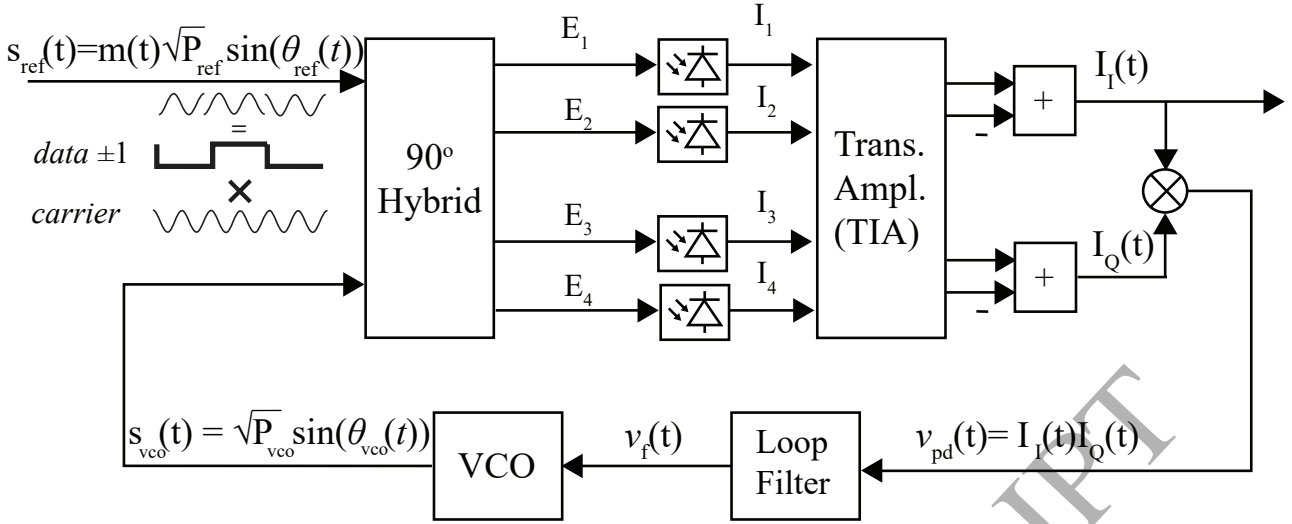 s_ref(t)=m(t)√P_ref sin(θ_ref(t))
=
data ±1
carrier
90° Hybrid
E_1
E_2
E_3
E_4
I_1
I_2
I_3
I_4
Trans.
Ampl.
(TIA)
+
-
I_I(t)
+
-
I_Q(t)
s_vco(t) = √P_vco sin(θ_vco(t))
VCO
v_f(t)
Loop
Filter
v_pd(t)= I_I(t)I_Q(t)
IPT